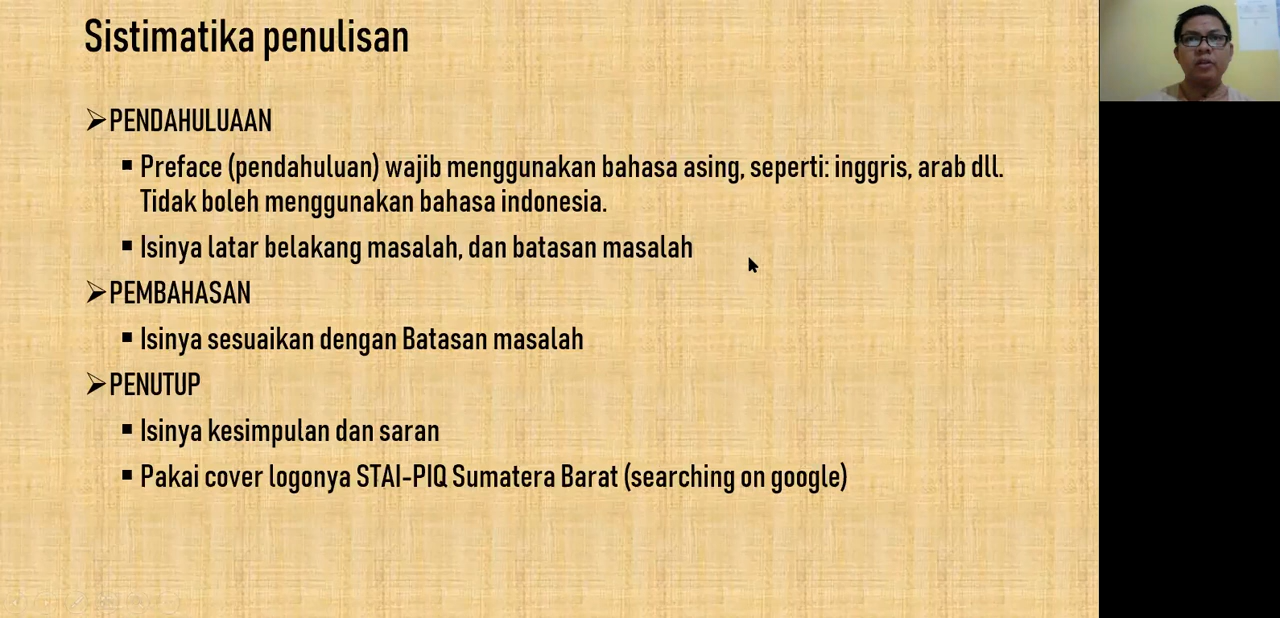 Sistimatika penulisan
➢PENDAHULUAAN
▪ Preface (pendahuluan) wajib menggunakan bahasa asing, seperti: inggris, arab dll.
Tidak boleh menggunakan bahasa indonesia.
▪ Isinya latar belakang masalah, dan batasan masalah
➢PEMBAHASAN
▪ Isinya sesuaikan dengan Batasan masalah
➢PENUTUP
▪ Isinya kesimpulan dan saran
▪ Pakai cover logonya STAI-PIQ Sumatera Barat (searching on google)